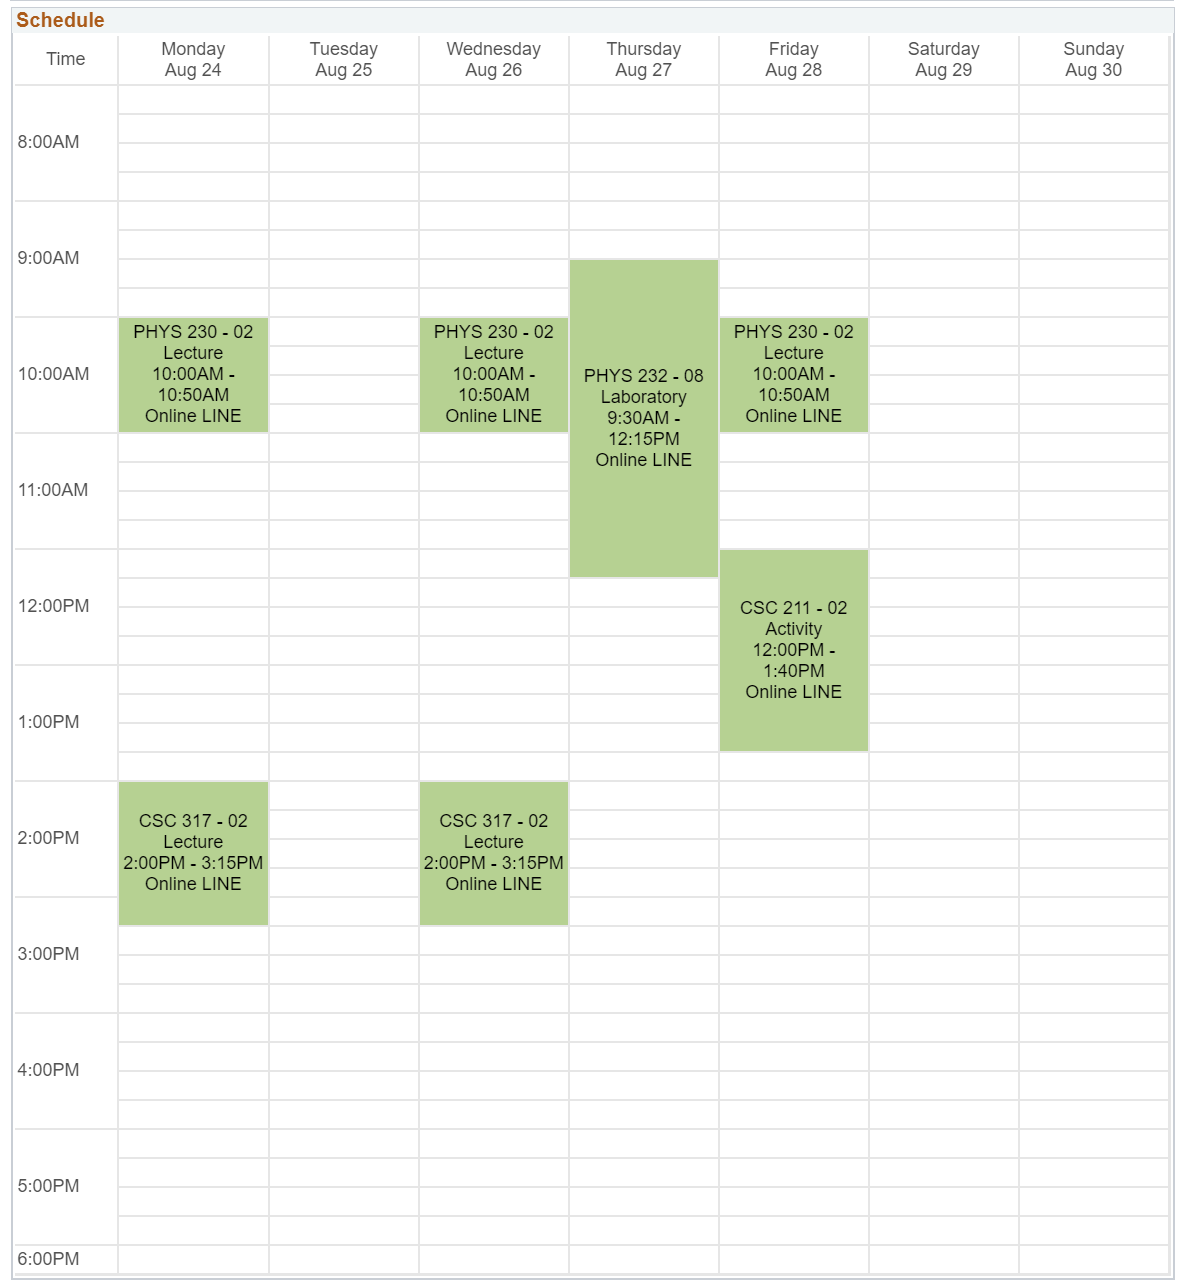 Schedule
Time
Monday
Aug 24
Tuesday
Aug 25
Wednesday
Aug 26
Thursday
Aug 27
Friday
Aug 28
Saturday
Aug 29
Sunday
Aug 30
8:00AM
9:00AM
10:00AM
11:00AM
12:00PM
1:00PM
2:00PM
3:00PM
4:00PM
5:00PM
6:00PM
PHYS 230 - 02
Lecture
10:00AM -
10:50AM
Online LINE
CSC 317 - 02
Lecture
2:00PM - 3:15PM
Online LINE
PHYS 230 - 02
Lecture
10:00AM -
10:50AM
Online LINE
CSC 317 - 02
Lecture
2:00PM - 3:15PM
Online LINE
PHYS 232 - 08
Laboratory
9:30AM -
12:15PM
Online LINE
PHYS 230 - 02
Lecture
10:00AM -
10:50AM
Online LINE
CSC 211 - 02
Activity
12:00PM -
1:40PM
Online LINE